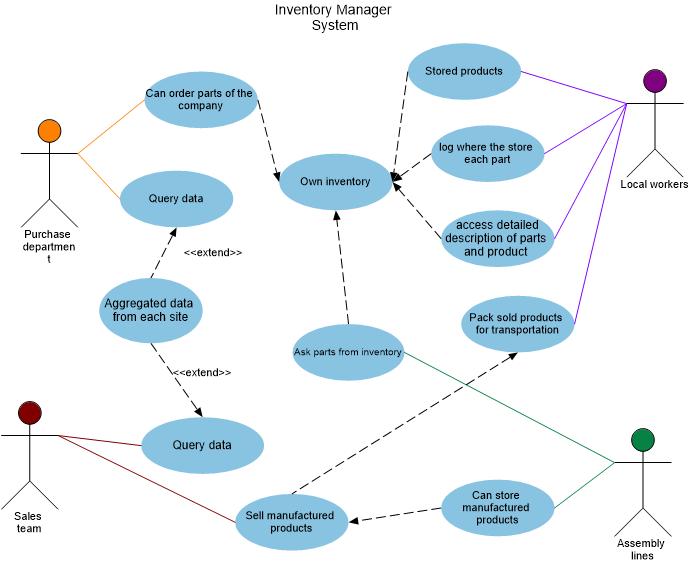 Inventory Manager
System
Stored products
Can order parts of the
company
log where the store
each part
Local workers
Own inventory
Query data
access detailed
description of parts
and product
Purchase
departmen
t
<<extend>>
Aggregated data
from each site
Pack sold products
for transportation
Ask parts from inventory
<<extend>>
Query data
Sales
team
Sell manufactured
products
Can store
manufactured
products
Assembly
lines